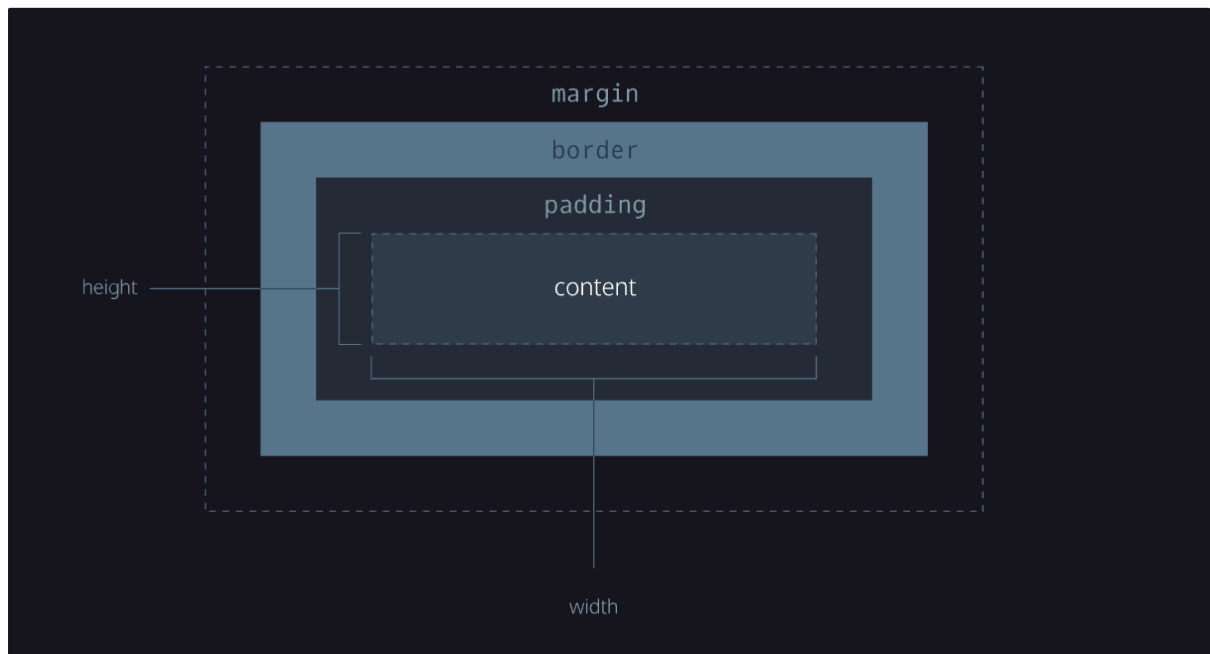 margin
border
padding
content
height
width